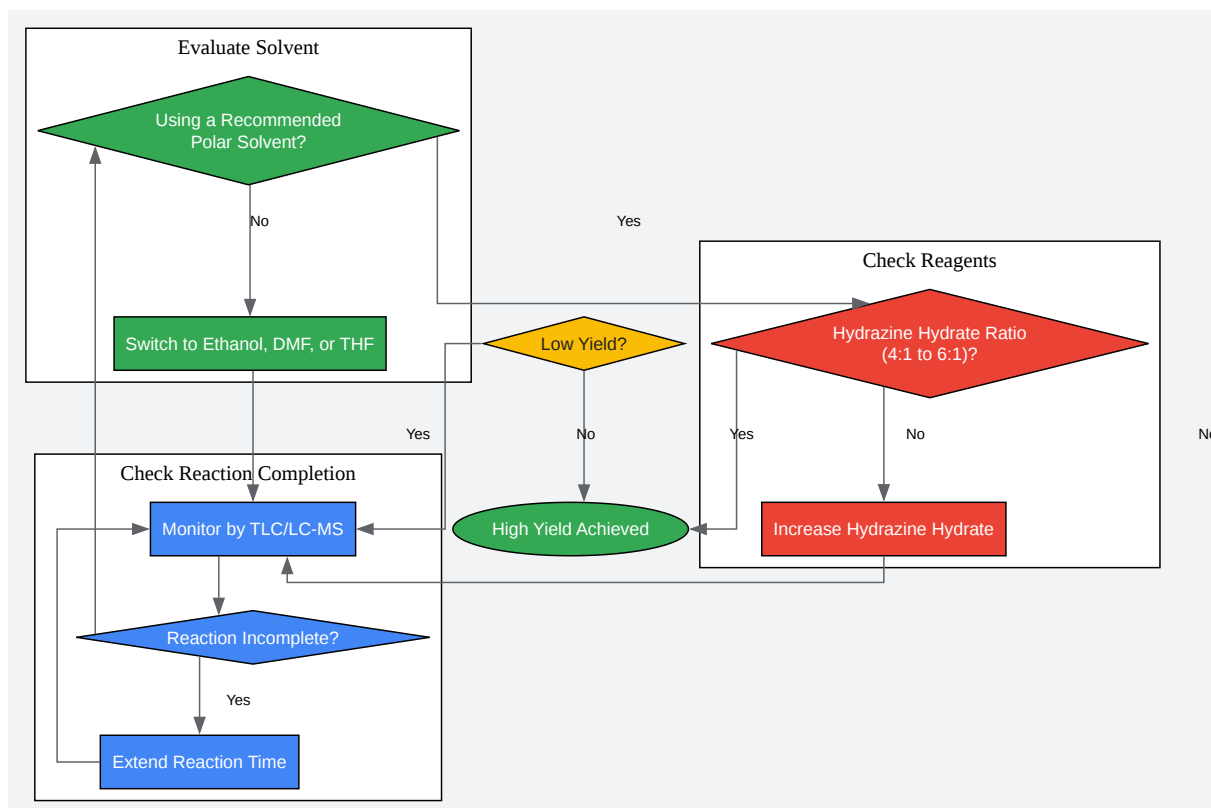 Evaluate Solvent
Using a Recommended
Polar Solvent?
No
Yes
Check Reagents
Switch to Ethanol, DMF, or THF
Low Yield?
Hydrazine Hydrate Ratio
(4:1 to 6:1)?
Yes
No
Yes
No
Check Reaction Completion
Monitor by TLC/LC-MS
High Yield Achieved
Increase Hydrazine Hydrate
Reaction Incomplete?
Yes
Extend Reaction Time